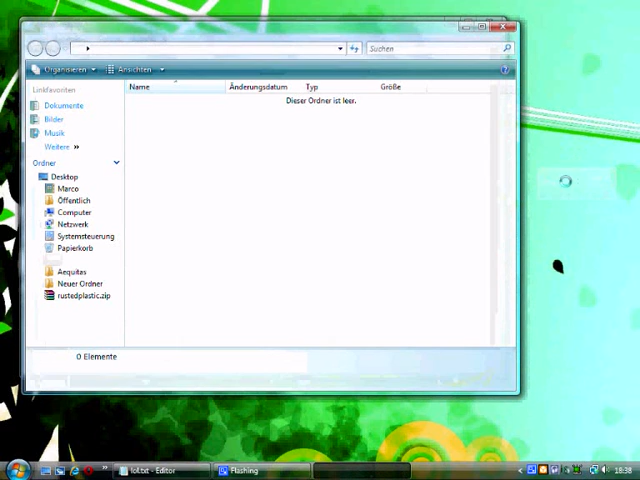 Suchen
Organisieren Ansichten
Linkfavoriten
Dokumente
Bilder
Musik
Weitere »
Ordner
Desktop
Marco
Öffentlich
Computer
Netzwerk
Systemsteuerung
Papierkorb
Aequitas
Neuer Ordner
rustedplastic.zip
Name Änderungsdatum Typ Größe
Dieser Ordner ist leer.
0 Elemente
lol.txt - Editor Flashing 18:38